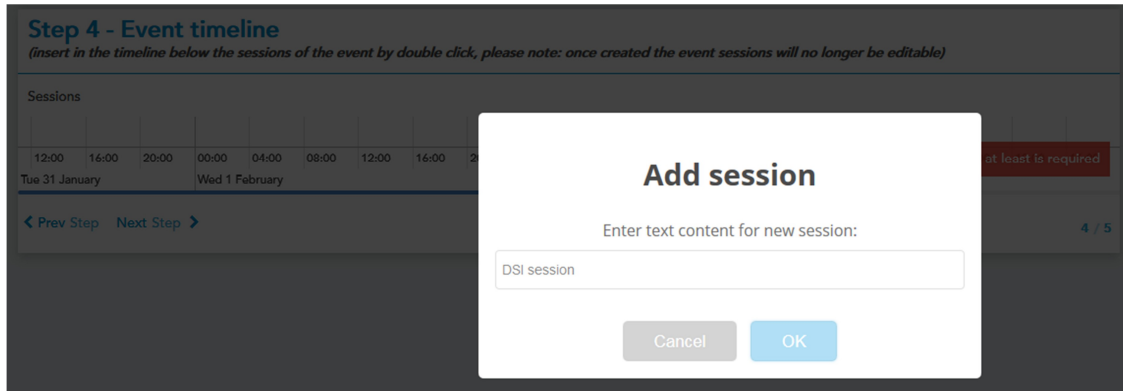 Step 4 - Event timeline
(insert in the timeline below the sessions of the event by double click, please note: once created the event sessions will no longer be editable)
Sessions
12:00 16:00 20:00 00:00 04:00 08:00 12:00 16:00
Tue 31 January Wed 1 February
at least is required
Prev Step Next Step
4 / 5
Add session
Enter text content for new session:
DSI session
Cancel OK